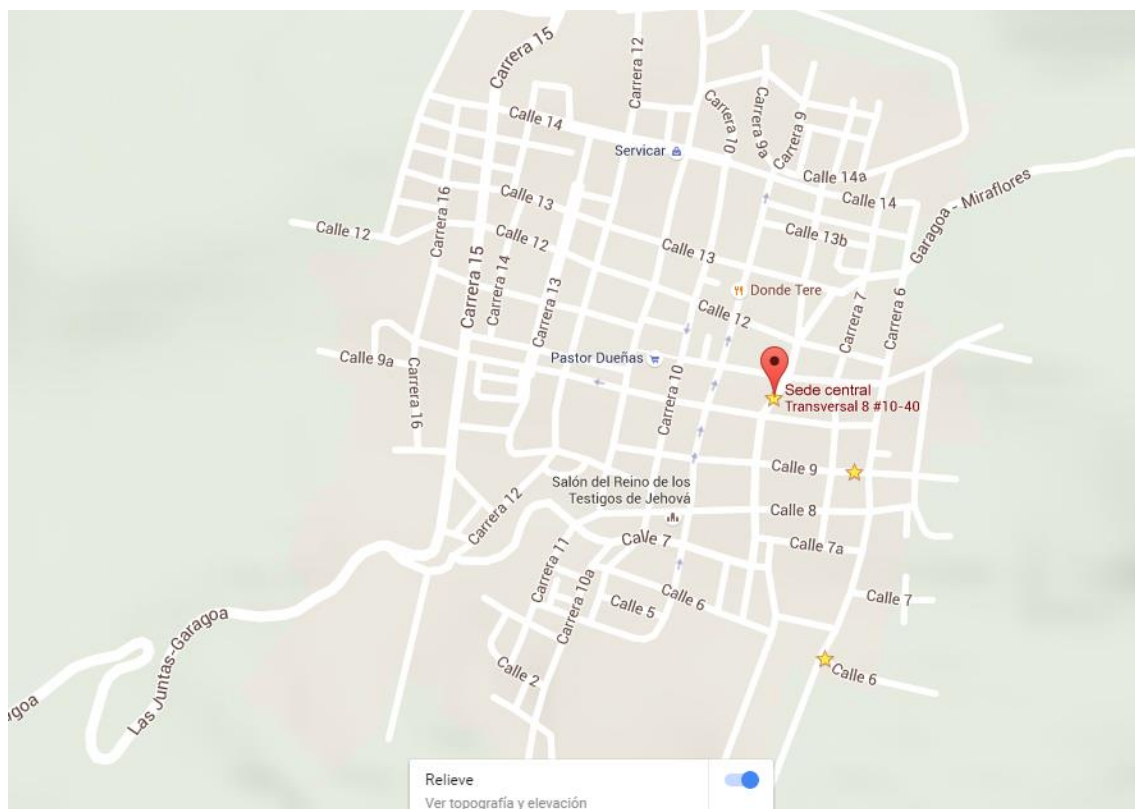 Carrera 15
Carrera 12
Calle 14
Servicar
Carrera 10
Carrera 9a
Carrera 9
Calle 14a
Calle 14
Garagoa - Miraflores
Carrera 16
Calle 13
Calle 12
Calle 12
Calle 13
Calle 13b
Carrera 15
Carrera 14
Carrera 13
Donde Tere
Calle 12
Carrera 7
Carrera 6
Calle 9a
Pastor Dueñas
Carrera 10
Sede central
Transversal 8 #10-40
Carrera 16
Calle 9
Salón del Reino de los
Testigos de Jehová
Carrera 12
Calle 8
Calle 7
Calle 7a
Carrera 11
Carrera 10a
Calle 5
Calle 6
Calle 7
Las Juntas-Garagoa
Calle 2
Calle 6
agoa
Relieve
Ver topografía y elevación